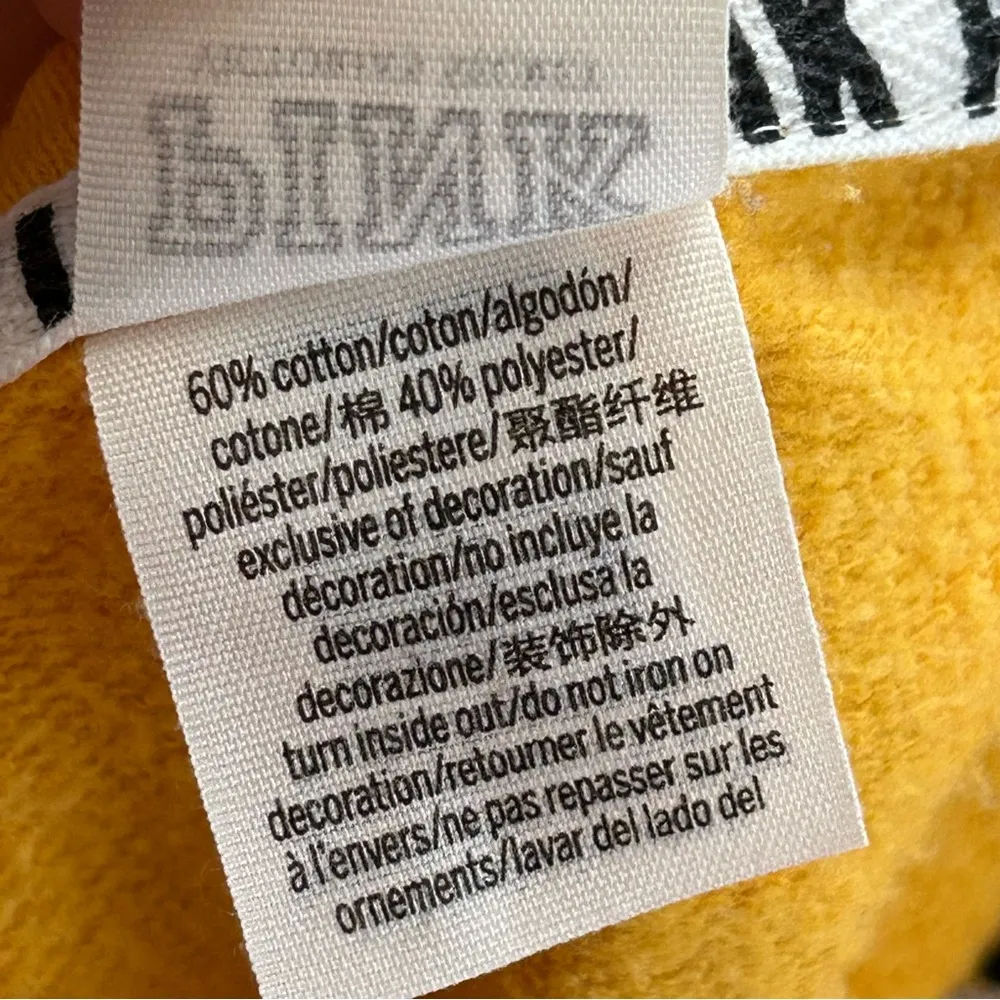 PINK
60% cotton/coton/algodón/
cotone/棉 40% polyester/
poliéster/poliestere/聚酯纤维
exclusive of decoration/sauf
décoration/no incluye la
decoración/esclusa la
decorazione/装饰除外
turn inside out/do not iron on
decoration/retourner le vêtement
à l'envers/ne pas repasser sur les
ornements/lavar del lado del